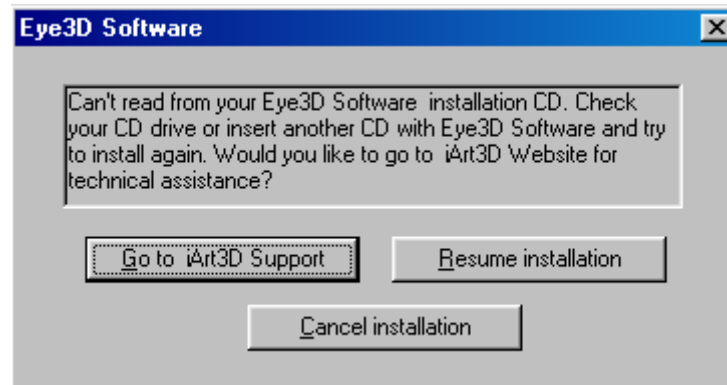 Eye3D Software
Can't read from your Eye3D Software installation CD. Check
your CD drive or insert another CD with Eye3D Software and try
to install again. Would you like to go to iArt3D Website for
technical assistance?
Go to iArt3D Support
Resume installation
Cancel installation